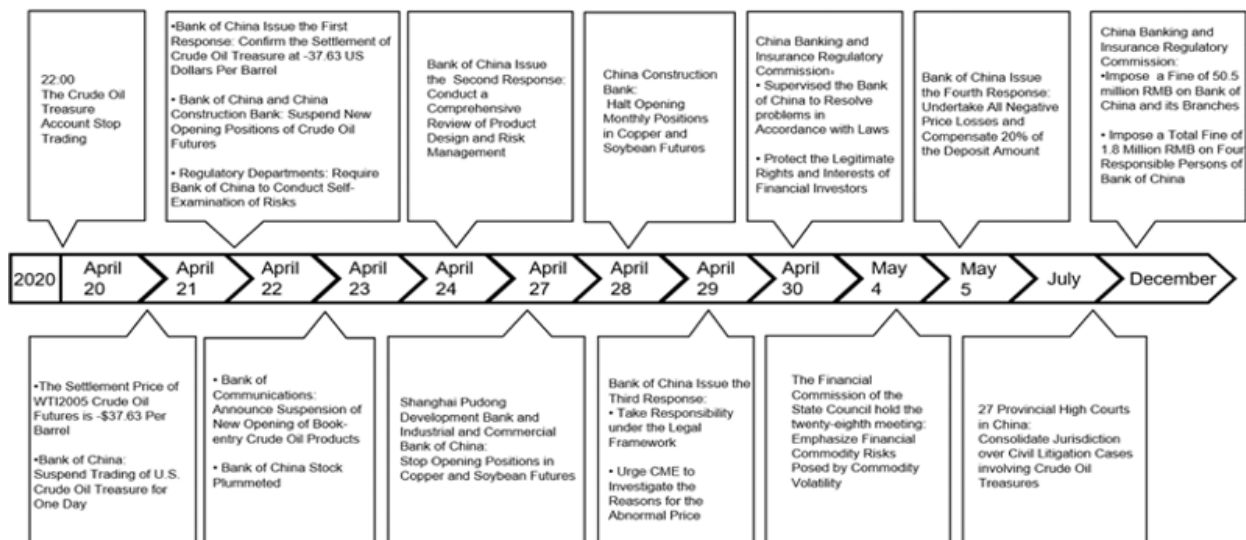 22:00
The Crude Oil
Treasure
Account Stop
Trading
•Bank of China Issue the First
Response: Confirm the Settlement of
Crude Oil Treasure at -37.63 US
Dollars Per Barrel
• Bank of China and China
Construction Bank: Suspend New
Opening Positions of Crude Oil
Futures
• Regulatory Departments: Require
Bank of China to Conduct Self-
Examination of Risks
Bank of China Issue
the Second Response:
Conduct a
Comprehensive
Review of Product
Design and Risk
Management
China Construction
Bank:
Halt Opening
Monthly Positions
in Copper and
Soybean Futures
China Banking and
Insurance Regulatory
Commission:
• Supervised the Bank
of China to Resolve
problems in
Accordance with Laws
• Protect the Legitimate
Rights and Interests of
Financial Investors
Bank of China Issue
the Fourth Response:
Undertake All Negative
Price Losses and
Compensate 20% of
the Deposit Amount
China Banking and
Insurance Regulatory
Commission:
•Impose a Fine of 50.5
million RMB on Bank of
China and its Branches
• Impose a Total Fine of
1.8 Million RMB on Four
Responsible Persons of
Bank of China
2020
April
20
April
21
April
22
April
23
April
24
April
27
April
28
April
29
April
30
May
4
May
5
July
December
•The Settlement Price of
WTI2005 Crude Oil
Futures is -$37.63 Per
Barrel
•Bank of China:
Suspend Trading of U.S.
Crude Oil Treasure for
One Day
• Bank of
Communications:
Announce Suspension of
New Opening of Book-
entry Crude Oil Products
• Bank of China Stock
Plummeted
Shanghai Pudong
Development Bank and
Industrial and Commercial
Bank of China:
Stop Opening Positions in
Copper and Soybean Futures
Bank of China Issue the
Third Response:
• Take Responsibility
under the Legal
Framework
• Urge CME to
Investigate the
Reasons for the
Abnormal Price
The Financial
Commission of the
State Council hold the
twenty-eighth meeting:
Emphasize Financial
Commodity Risks
Posed by Commodity
Volatility
27 Provincial High Courts
in China:
Consolidate Jurisdiction
over Civil Litigation Cases
involving Crude Oil
Treasures